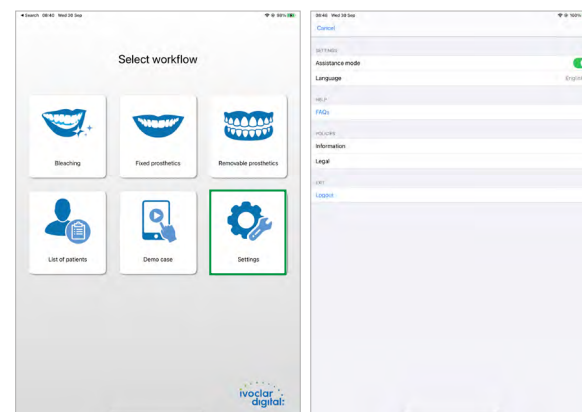 Search 08:40 Wed 30 Sep
98%
Select workflow
Bleaching
Fixed prosthetics
Removable prosthetics
List of patients
Demo case
Settings
ivoclar
digital:
08:46 Wed 30 Sep
100%
Cancel
SETTINGS
Assistance mode
Language
English
HELP
FAQs
POLICIES
Information
Legal
Logout